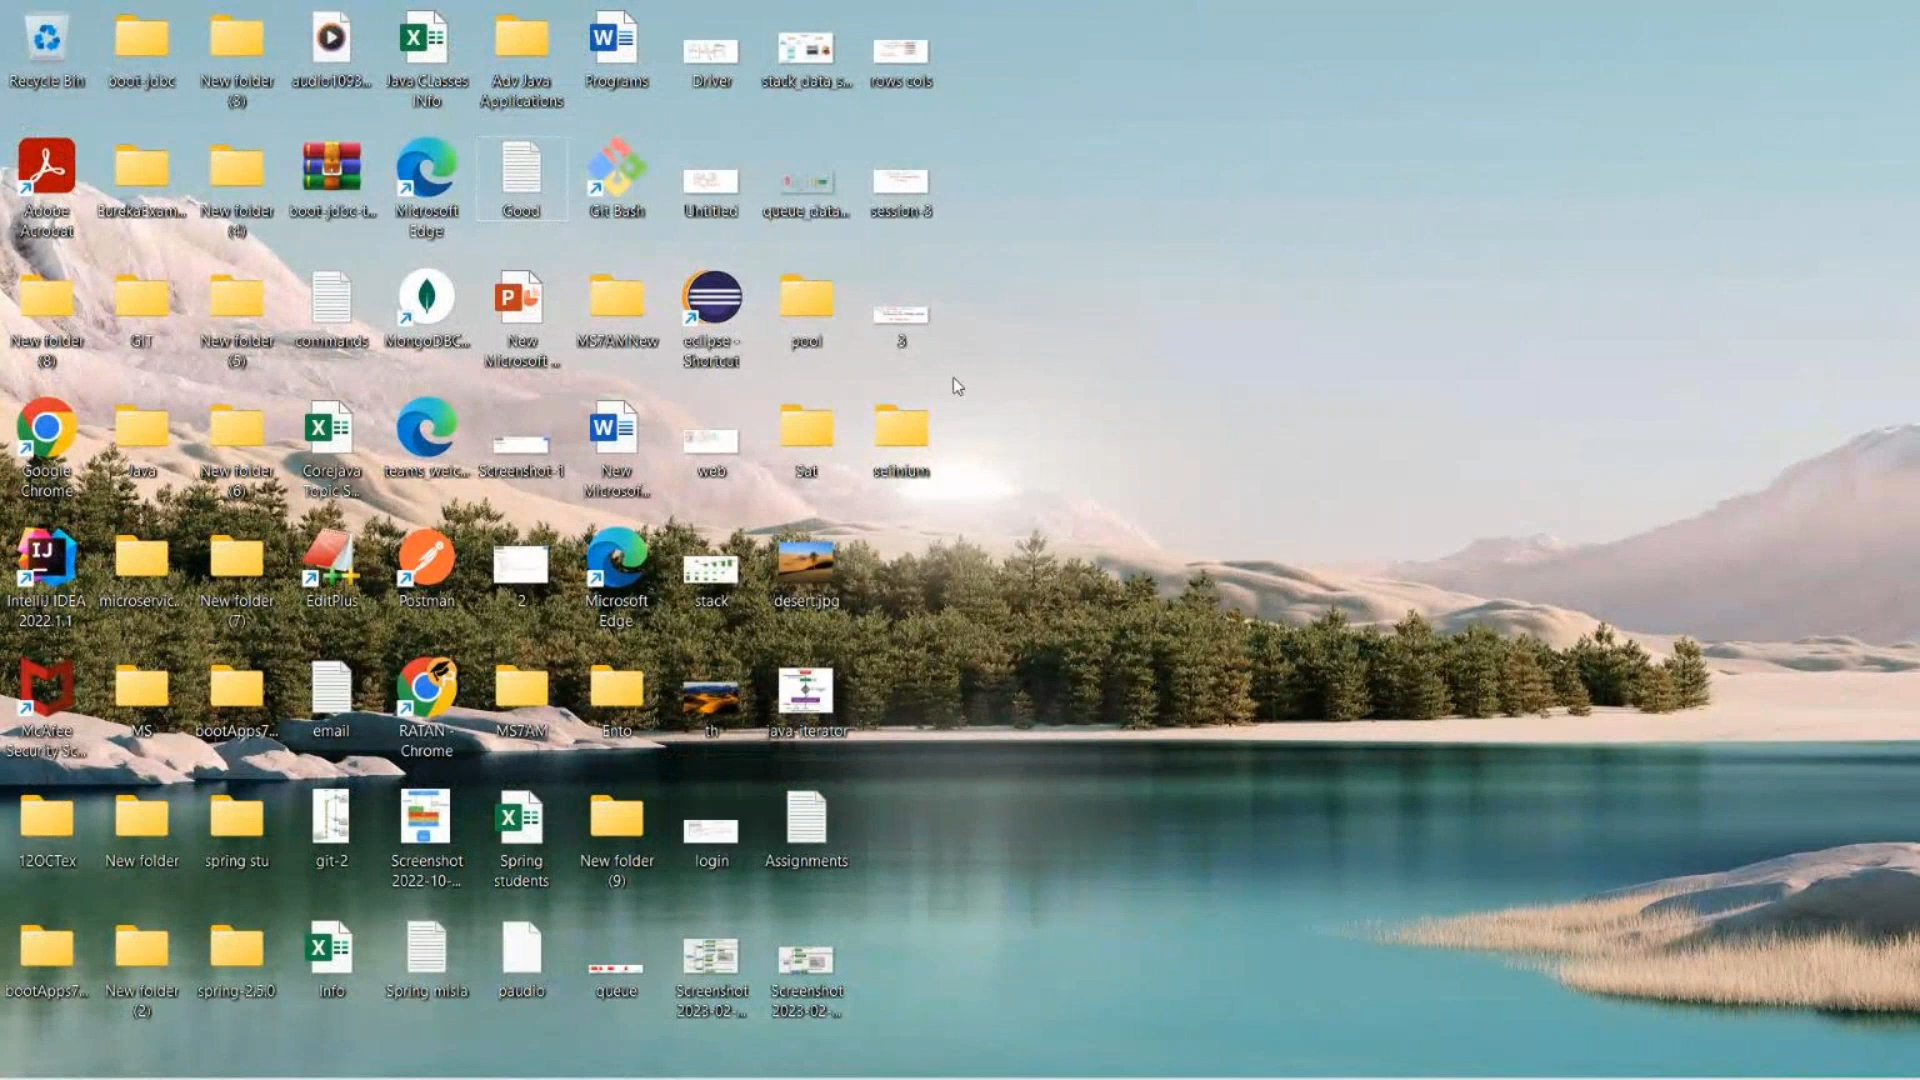 Recycle Bin
boot-jdbc
New folder
(3)
audio1093...
Java CLasses
INfo
Adv Java
Applications
Programs
Driver
stack_data_s...
rows cols
Adobe
Acrobat
EurekaExam...
New folder
(4)
boot-jdbc-t...
Microsoft
Edge
Good
Git Bash
Untitled
queue_data...
session-3
New folder
(8)
GIT
New folder
(5)
commands
MongoDBC...
New
Microsoft ...
MS7AMNew
eclipse -
Shortcut
pool
3
Google
Chrome
Java
New folder
(6)
CoreJava
Topic S...
teams_welc...
Screenshot-1
New
Microsof...
web
Sat
selinium
IntelliJ IDEA
2022.1.1
microservic...
New folder
(7)
EditPlus
Postman
2
Microsoft
Edge
stack
desert.jpg
McAfee
Security Sc...
MS
bootApps7...
email
RATAN -
Chrome
MS7AM
Ento
th
java-iterator
12OCTex
New folder
spring stu
git-2
Screenshot
2022-10-...
Spring
students
New folder
(9)
login
Assignments
bootApps7...
New folder
(2)
spring-2.5.0
Info
Spring misla
paudio
queue
Screenshot
2023-02-...
Screenshot
2023-02-...